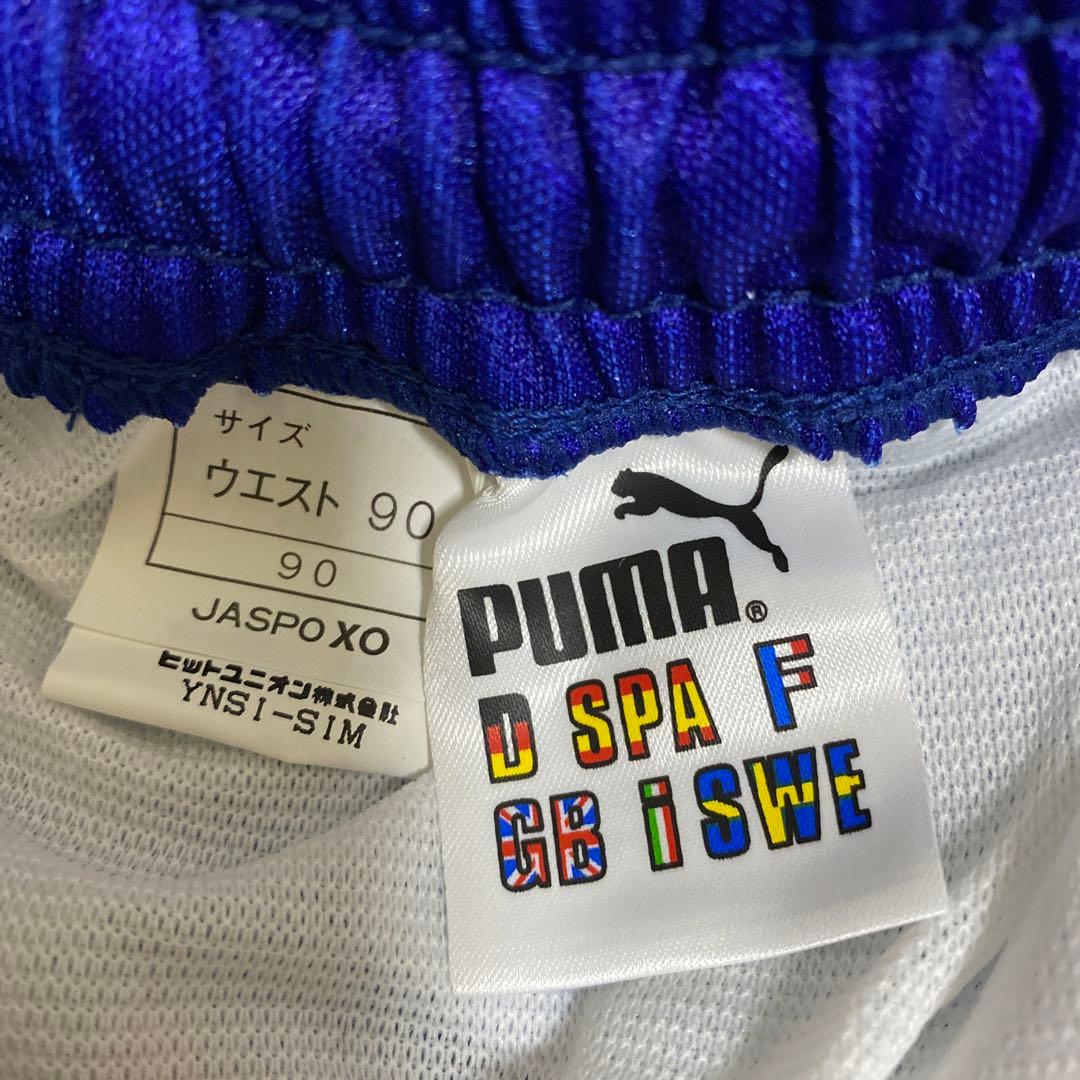 サイズ
ウエスト 90
90
JASPO XO
ヒットユニオン株式会社
YNSI-SIM
PUMA®
D SPA F
GB i SWE